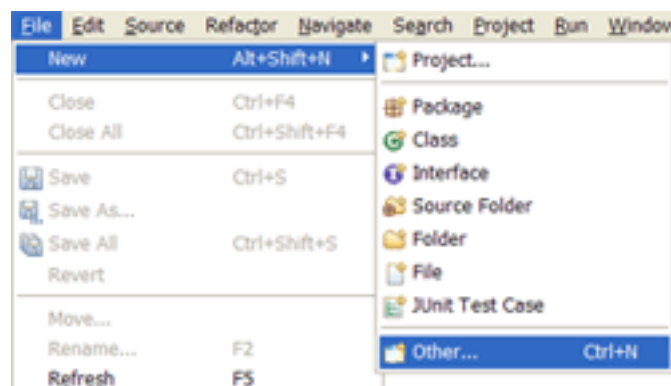 File Edit Source Refactor Navigate Search Project Run Window
New Alt+Shift+N
Close Ctrl+F4
Close All Ctrl+Shift+F4
Save Ctrl+S
Save As...
Save All Ctrl+Shift+S
Revert
Move...
Rename... F2
Refresh F5
Project...
Package
Class
Interface
Source Folder
Folder
File
JUnit Test Case
Other... Ctrl+N